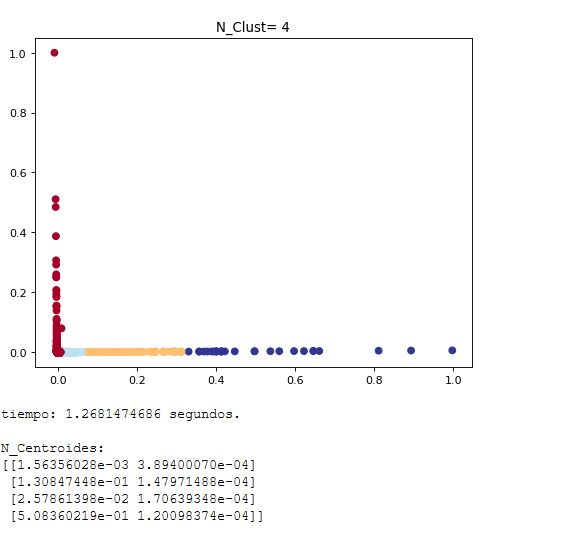 N_Clust= 4
1.0
0.8
0.6
0.4
0.2
0.0
0.0 0.2 0.4 0.6 0.8 1.0
tiempo: 1.2681474686 segundos.
N_Centroides:
[[1.56356028e-03 3.89400070e-04]
[1.30847448e-01 1.47971488e-04]
[2.57861398e-02 1.70639348e-04]
[5.08360219e-01 1.20098374e-04]]